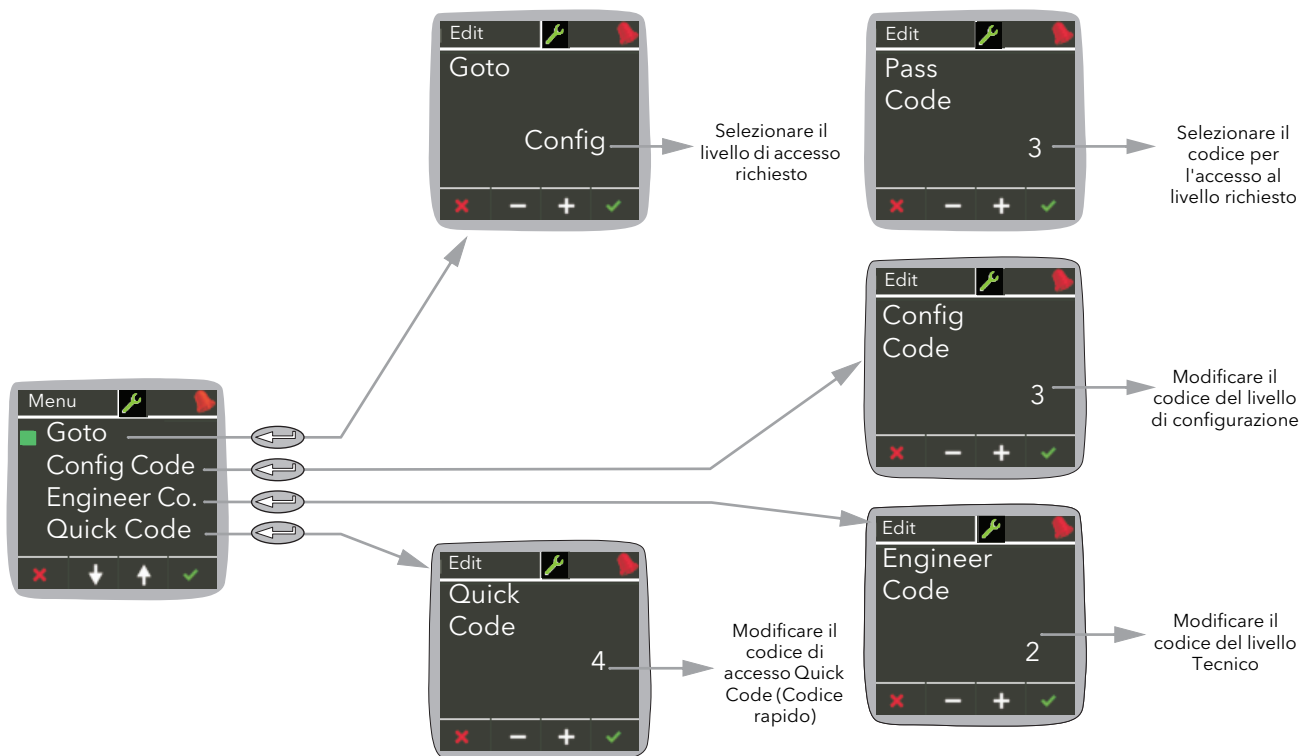 Edit
Goto
Config
Selezionare il
livello di accesso
richiesto
Edit
Pass
Code
3
Selezionare il
codice per
l'accesso al
livello richiesto
Edit
Config
Code
3
Modificare il
codice del livello
di configurazione
Menu
Goto
Config Code
Engineer Co.
Quick Code
Edit
Quick
Code
4
Modificare il
codice di
accesso Quick
Code (Codice
rapido)
Edit
Engineer
Code
2
Modificare il
codice del livello
Tecnico